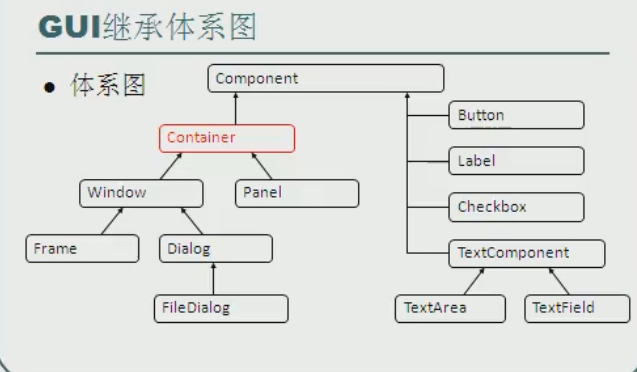 GUI继承体系图
● 体系图
Component
Button
Container
Label
Window
Panel
Checkbox
Frame
Dialog
TextComponent
FileDialog
TextArea
TextField